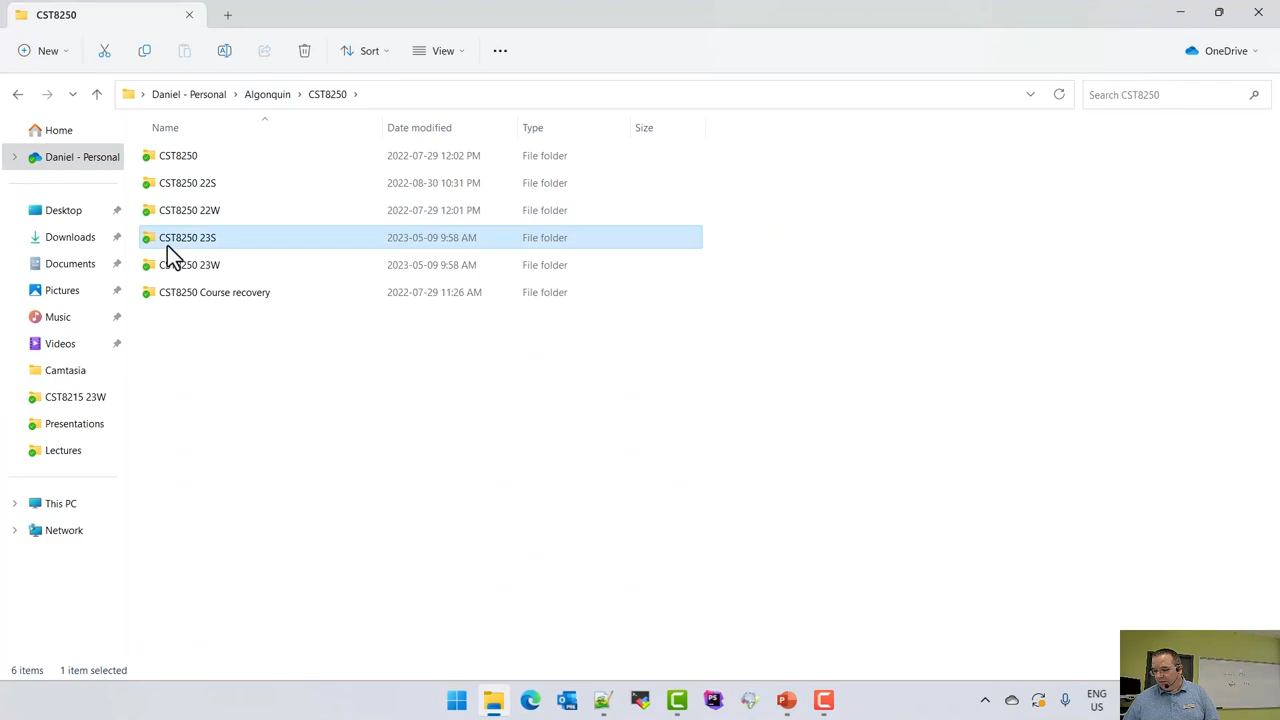 CST8250
New
Sort
View
OneDrive
Daniel - Personal
Algonquin
CST8250
Search CST8250
Name
Date modified
Type
Size
Home
Daniel - Personal
Desktop
Downloads
Documents
Pictures
Music
Videos
Camtasia
CST8215 23W
Presentations
Lectures
This PC
Network
CST8250 2022-07-29 12:02 PM File folder
CST8250 22S 2022-08-30 10:31 PM File folder
CST8250 22W 2022-07-29 12:01 PM File folder
CST8250 23S 2023-05-09 9:58 AM File folder
CST8250 23W 2023-05-09 9:58 AM File folder
CST8250 Course recovery 2022-07-29 11:26 AM File folder
6 items
1 item selected
PS
ENG
US